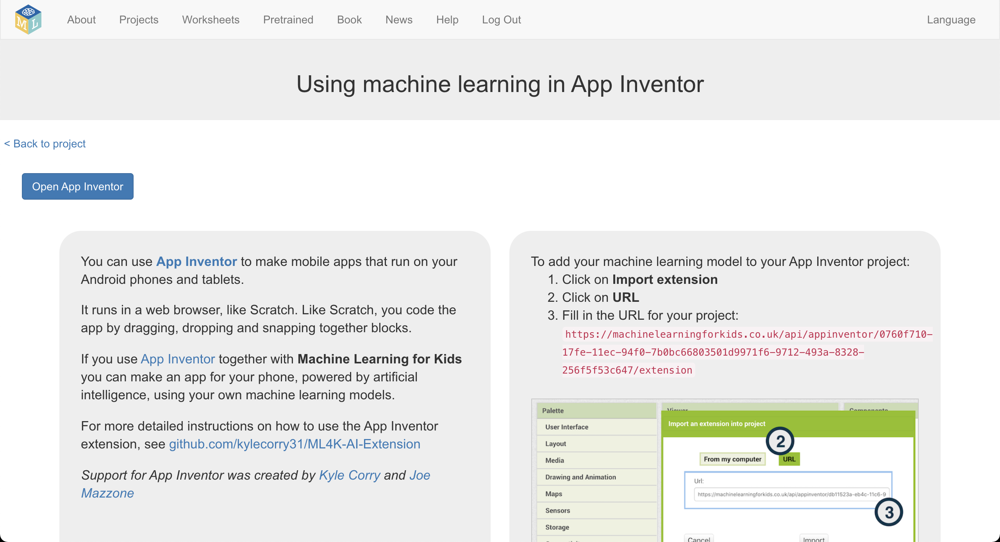 M L
About Projects Worksheets Pretrained Book News Help Log Out Language
Using machine learning in App Inventor
< Back to project
Open App Inventor
You can use App Inventor to make mobile apps that run on your
Android phones and tablets.
It runs in a web browser, like Scratch. Like Scratch, you code the
app by dragging, dropping and snapping together blocks.
If you use App Inventor together with Machine Learning for Kids
you can make an app for your phone, powered by artificial
intelligence, using your own machine learning models.
For more detailed instructions on how to use the App Inventor
extension, see github.com/kylecorry31/ML4K-AI-Extension
Support for App Inventor was created by Kyle Corry and Joe
Mazzone
To add your machine learning model to your App Inventor project:
1. Click on Import extension
2. Click on URL
3. Fill in the URL for your project:
https://machinelearningforkids.co.uk/api/appinventor/0760f710-
17fe-11ec-94f0-7b0bc66803501d9971f6-9712-493a-8328-
256f5f53c647/extension
Palette
User Interface
Layout
Media
Drawing and Animation
Maps
Sensors
Storage
Viewer
Components
Import an extension into project
2
From my computer URL
Url:
https://machinelearningforkids.co.uk/api/appinventor/db11523a-eb4c-11c6-9
3
Cancel Import